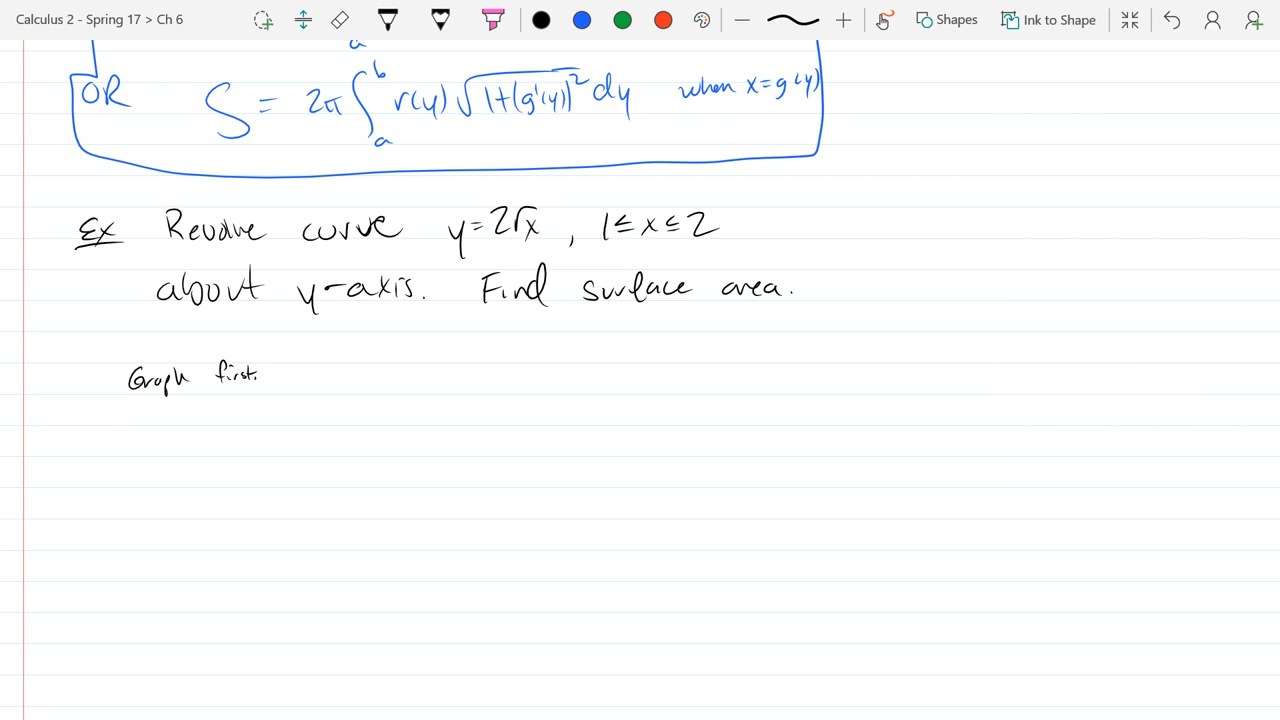 Calculus 2 - Spring 17 > Ch 6
Shapes
Ink to Shape
a
OR S = 2π ∫_a^b r(y) √(1+(g'(y))^2) dy when x=g(y)
Ex Revolve curve y=2√x , 1≤x≤2
about y-axis. Find surface area.
Graph first.